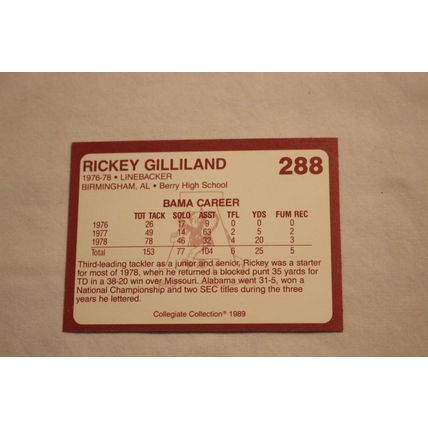 RICKEY GILLILAND 288
1976-78 • LINEBACKER
BIRMINGHAM, AL • Berry High School
BAMA CAREER
TOT TACK SOLO ASST TFL YDS FUM REC
1976 26 17 9 0 0 0
1977 49 14 63 2 5 2
1978 78 46 32 4 20 3
Total 153 77 104 6 25 5
Third-leading tackler as a junior and senior. Rickey was a starter
for most of 1978, when he returned a blocked punt 35 yards for
TD in a 38-20 win over Missouri. Alabama went 31-5, won a
National Championship and two SEC titles during the three
years he lettered.
Collegiate Collection® 1989